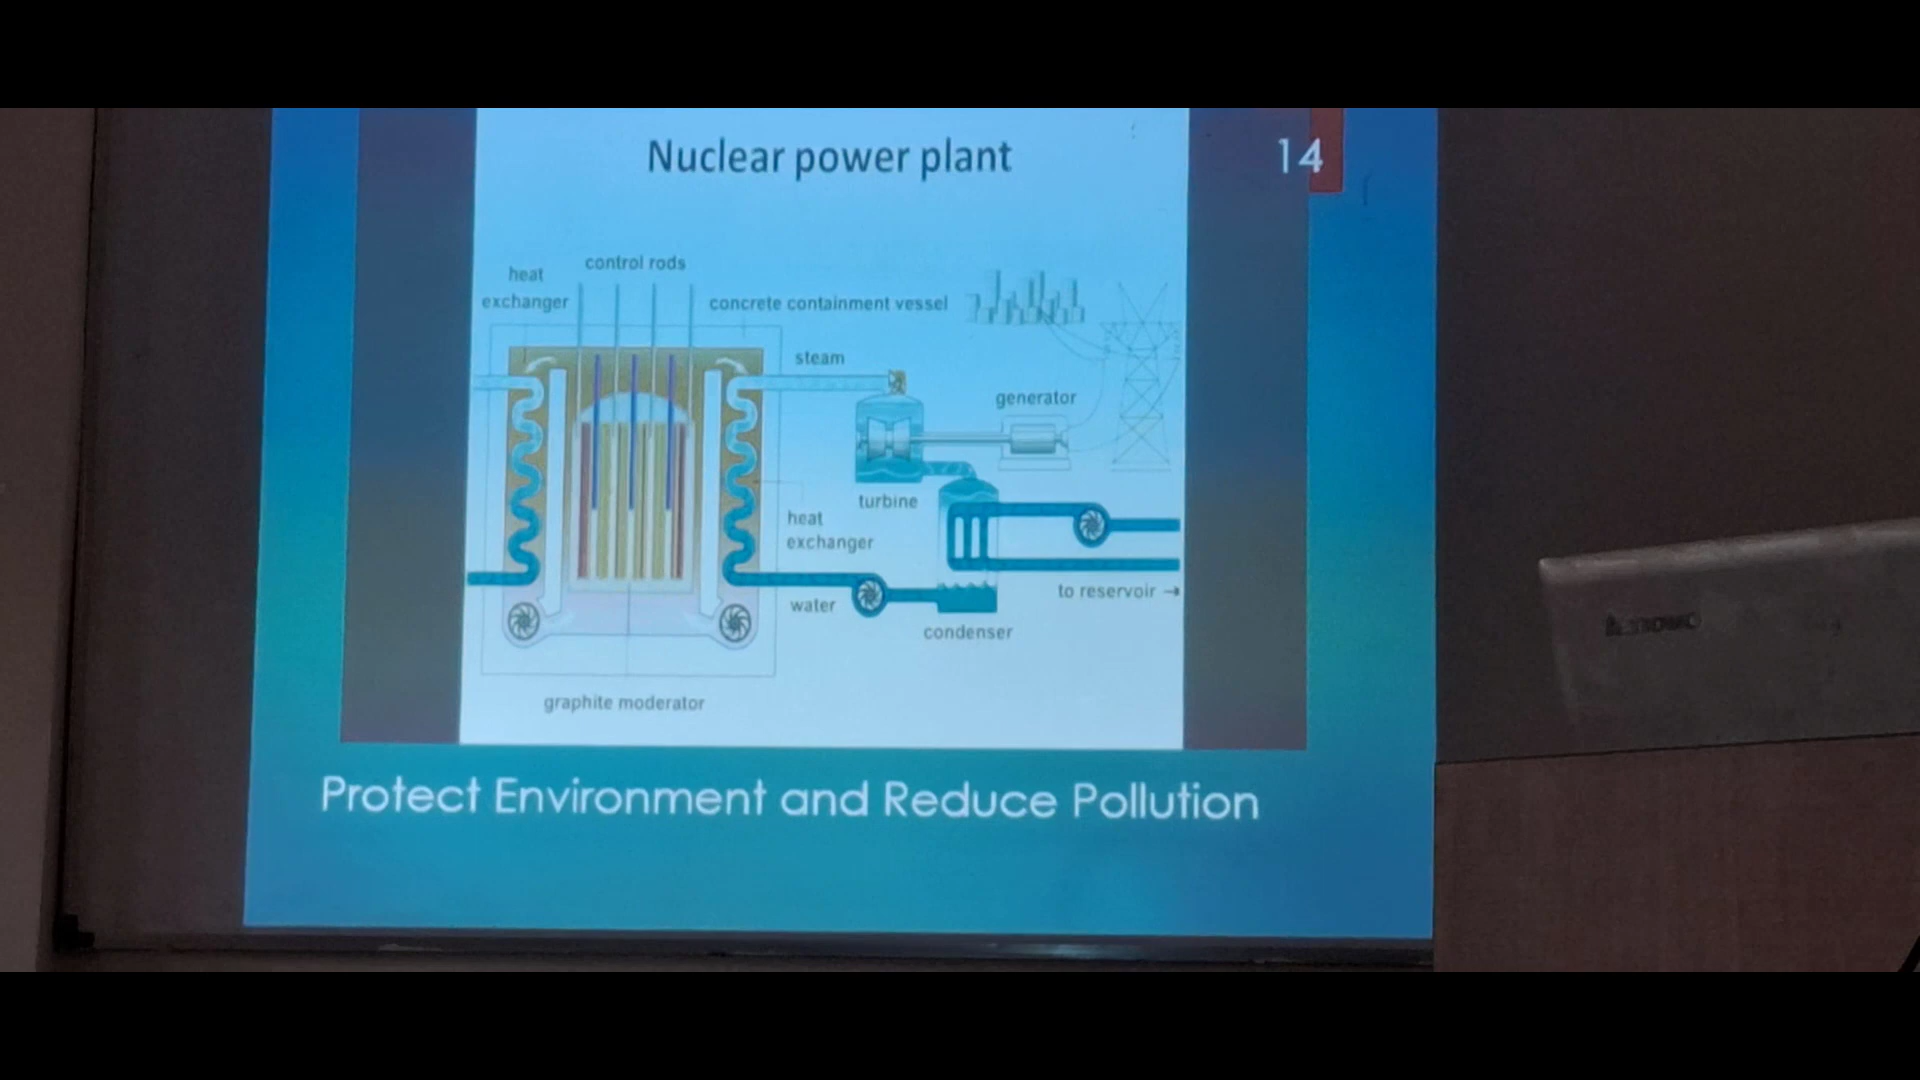 Nuclear power plant
14
control rods
heat
exchanger
concrete containment vessel
steam
generator
turbine
heat
exchanger
water
to reservoir
condenser
graphite moderator
Protect Environment and Reduce Pollution
lenovo